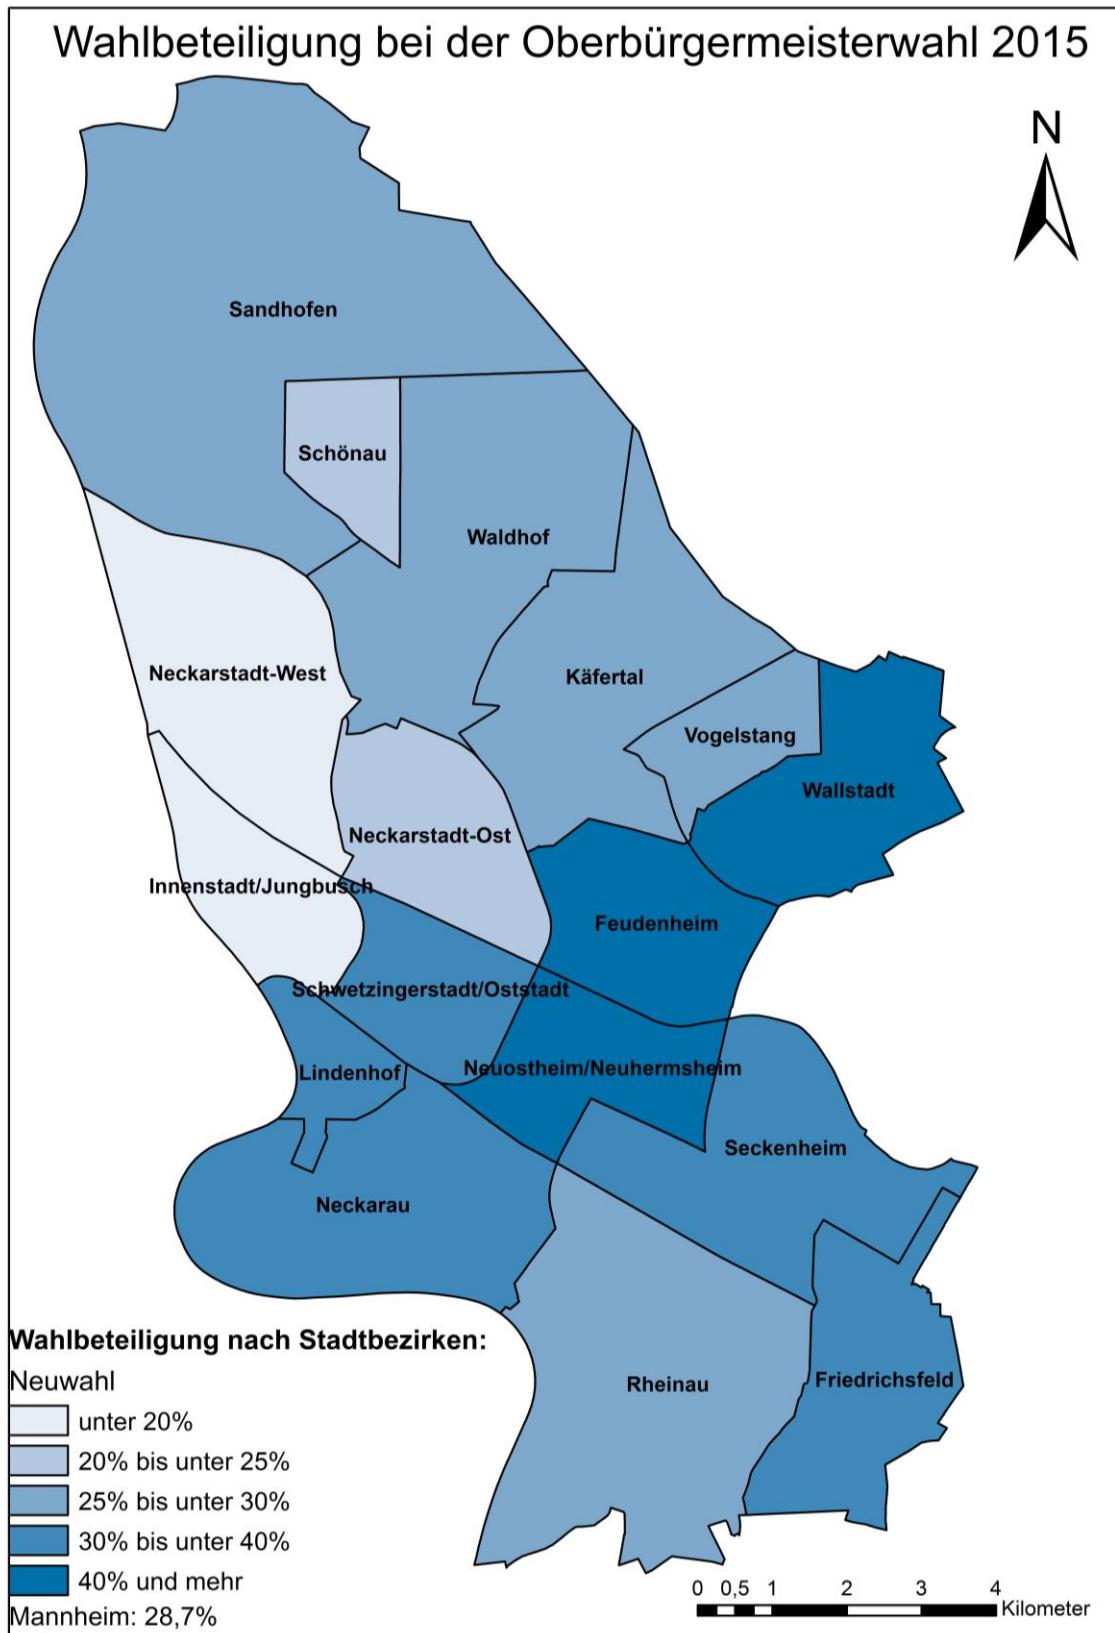 Wahlbeteiligung bei der Oberbürgermeisterwahl 2015
N
Sandhofen
Schönau
Waldhof
Neckarstadt-West
Käfertal
Vogelstang
Wallstadt
Neckarstadt-Ost
Innenstadt/Jungbusch
Feudenheim
Schwetzingerstadt/Oststadt
Lindenhof
Neuostheim/Neuhermsheim
Seckenheim
Neckarau
Rheinau
Friedrichsfeld
Wahlbeteiligung nach Stadtbezirken:
Neuwahl
unter 20%
20% bis unter 25%
25% bis unter 30%
30% bis unter 40%
40% und mehr
Mannheim: 28,7%
0 0,5 1 2 3 4
Kilometer